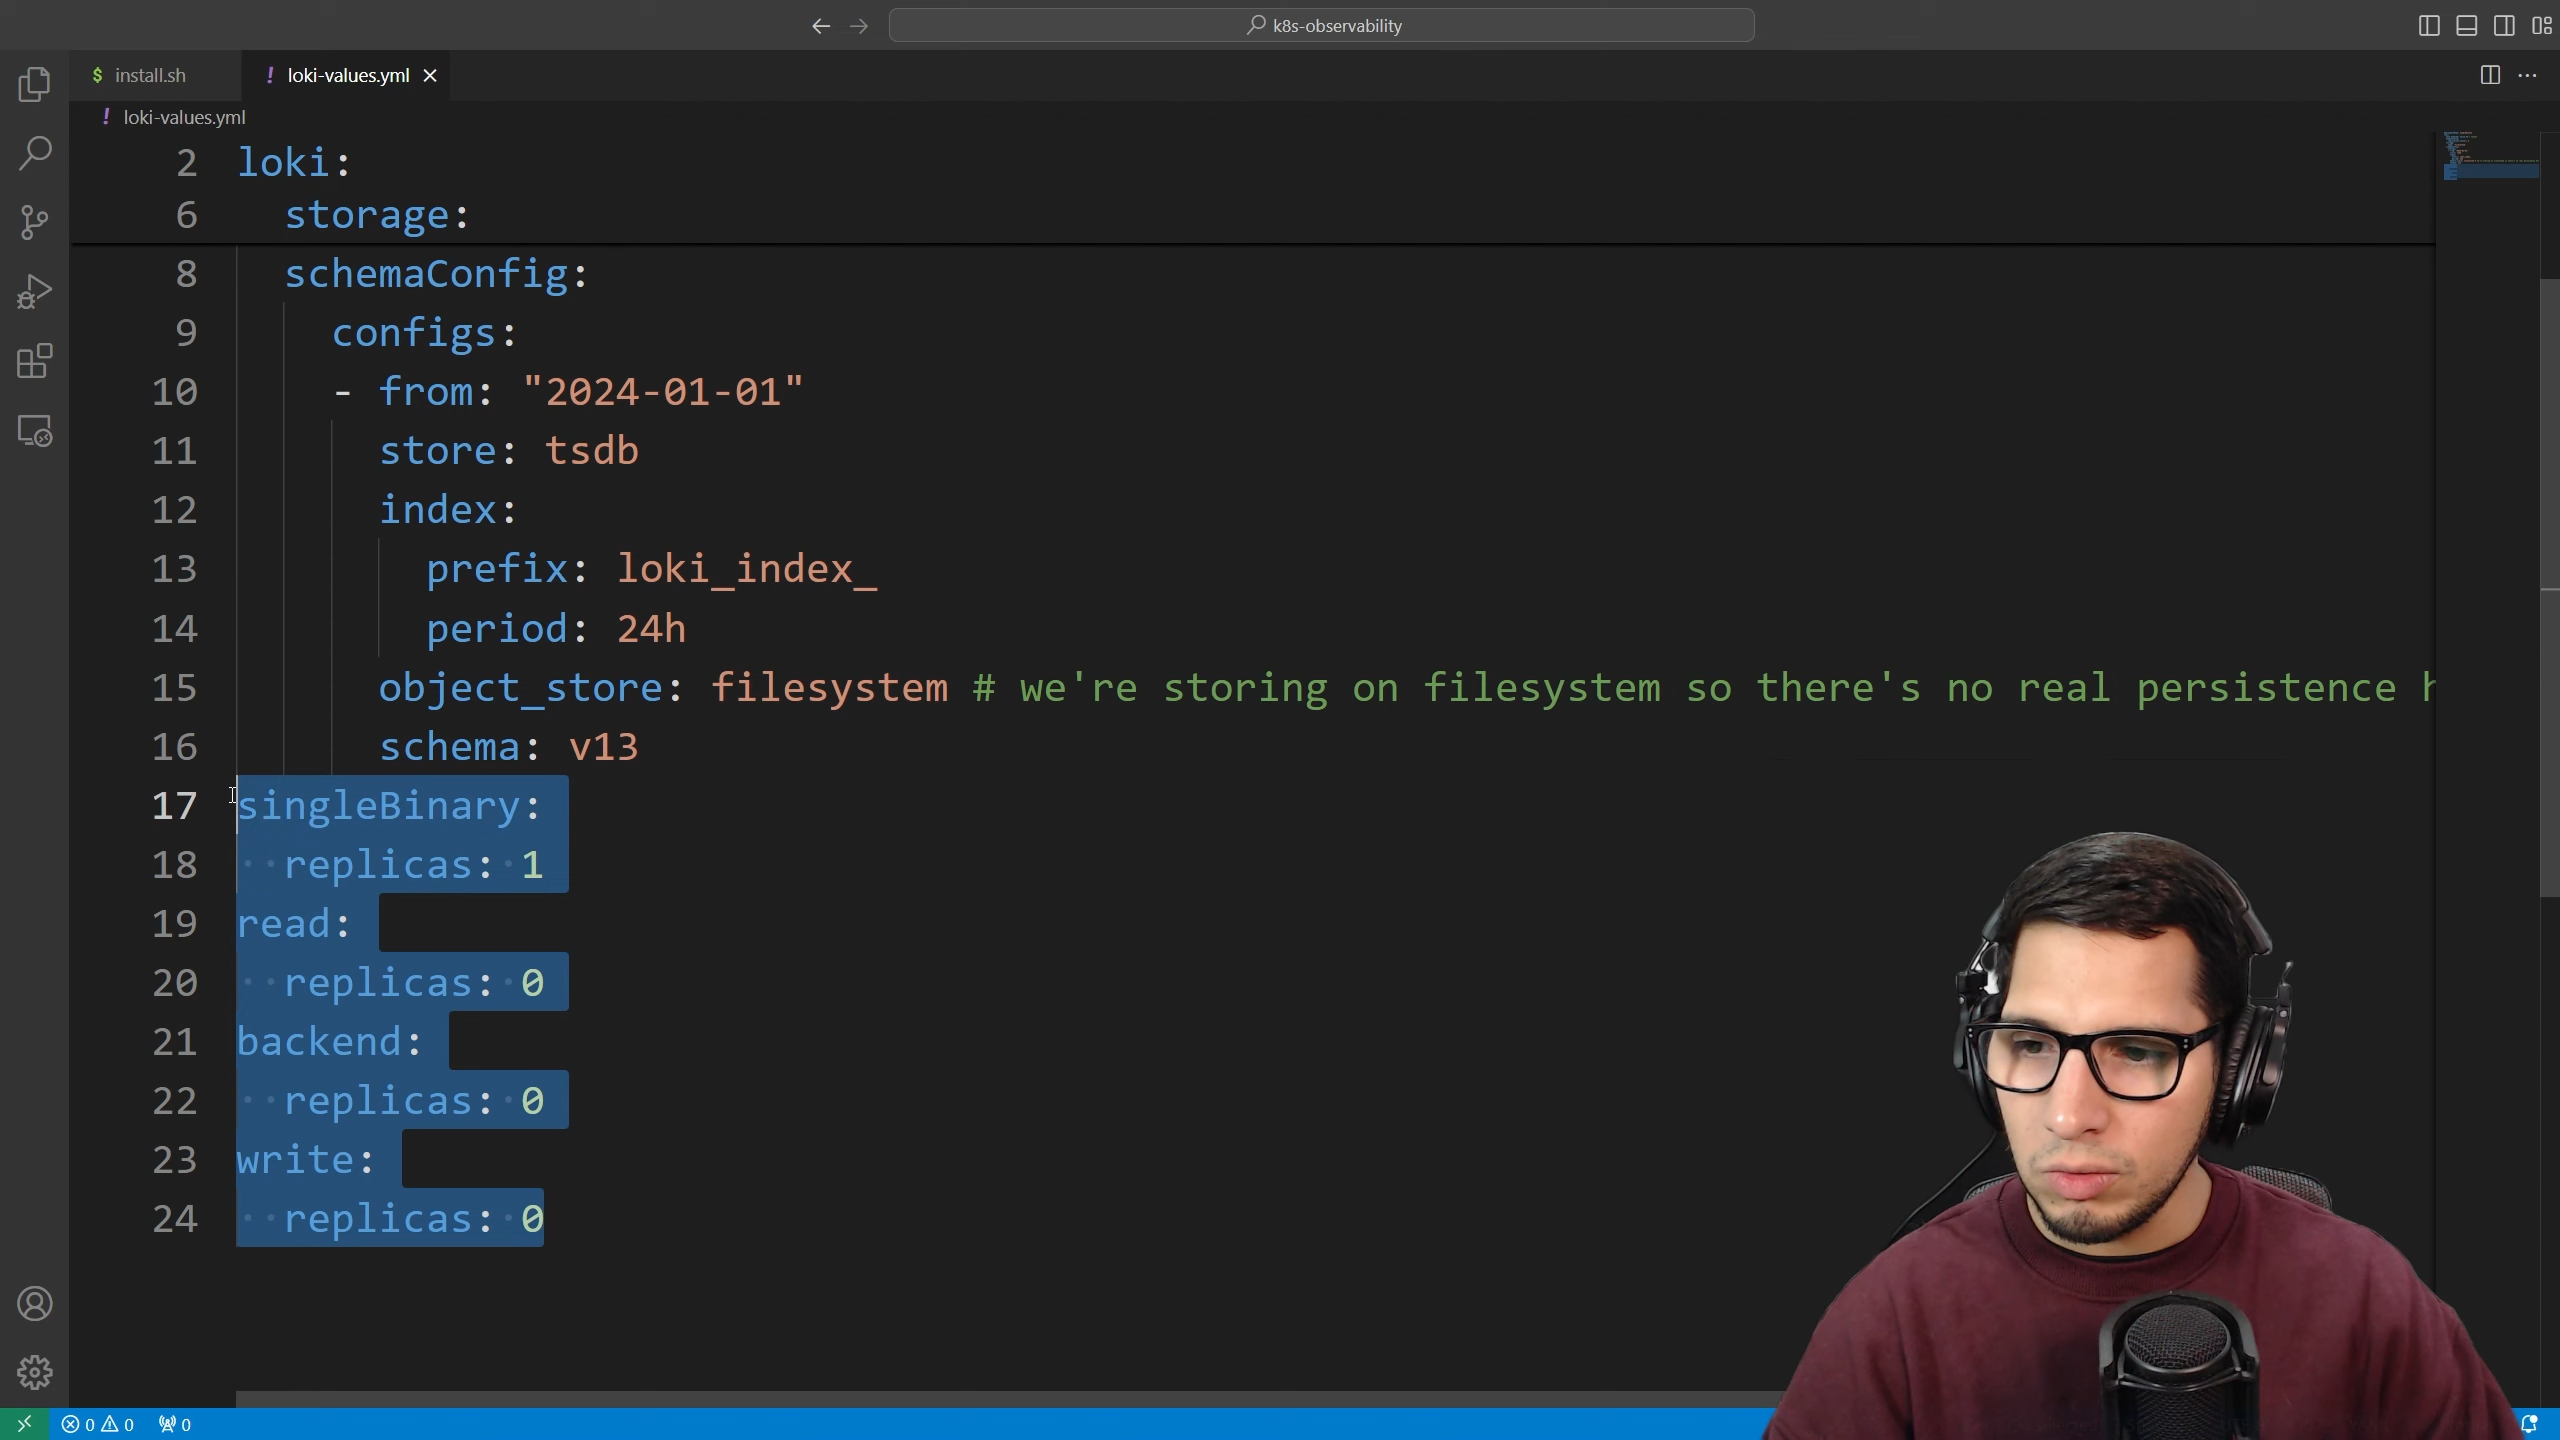 k8s-observability
$ install.sh
! loki-values.yml
! loki-values.yml
2 loki:
6 storage:
8 schemaConfig:
9 configs:
10 - from: "2024-01-01"
11 store: tsdb
12 index:
13 prefix: loki_index_
14 period: 24h
15 object_store: filesystem # we're storing on filesystem so there's no real persistence h
16 schema: v13
17 singleBinary:
18 replicas: 1
19 read:
20 replicas: 0
21 backend:
22 replicas: 0
23 write:
24 replicas: 0
0 0 0